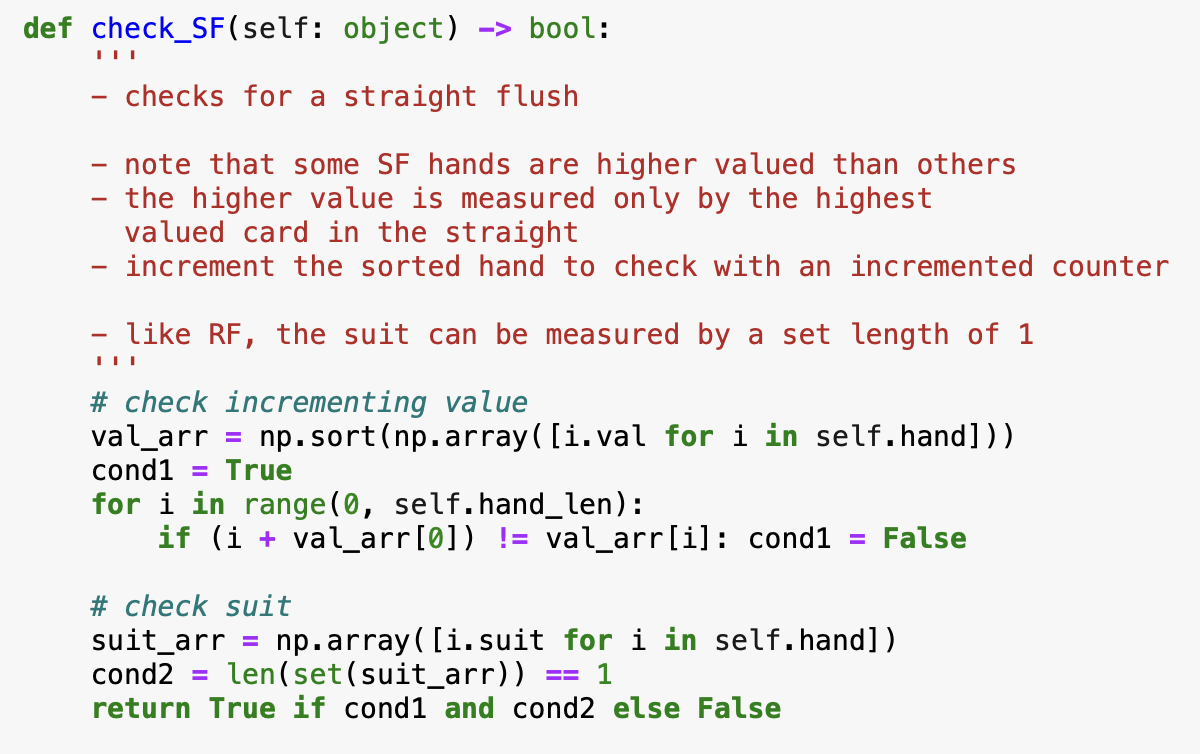 def check_SF(self: object) -> bool:
    '''
    - checks for a straight flush

    - note that some SF hands are higher valued than others
    - the higher value is measured only by the highest
      valued card in the straight
    - increment the sorted hand to check with an incremented counter

    - like RF, the suit can be measured by a set length of 1
    '''
    # check incrementing value
    val_arr = np.sort(np.array([i.val for i in self.hand]))
    cond1 = True
    for i in range(0, self.hand_len):
        if (i + val_arr[0]) != val_arr[i]: cond1 = False

    # check suit
    suit_arr = np.array([i.suit for i in self.hand])
    cond2 = len(set(suit_arr)) == 1
    return True if cond1 and cond2 else False